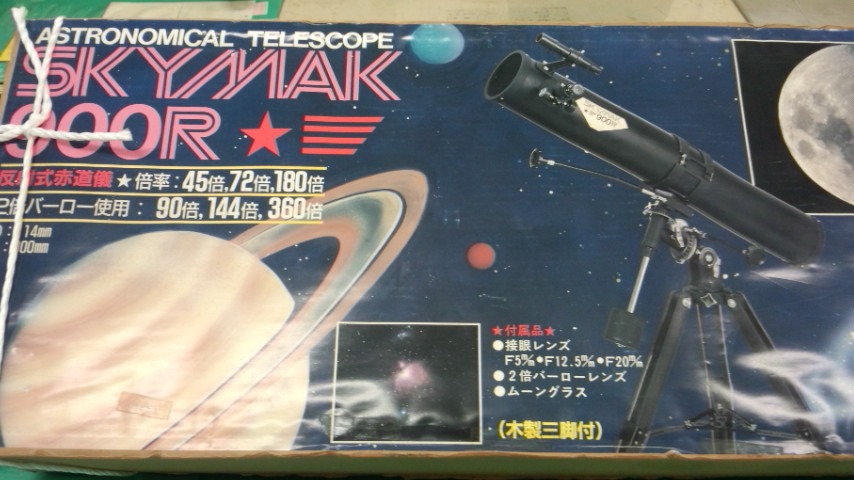 ASTRONOMICAL TELESCOPE
SKYMAK
900R ★
反射式赤道儀 ★倍率:45倍,72倍,180倍
2倍バーロー使用:90倍,144倍,360倍
14mm
00mm
900
★付属品★
●接眼レンズ
F5㎜●F12.5㎜●F20㎜
●2倍バーローレンズ
●ムーングラス
(木製三脚付)